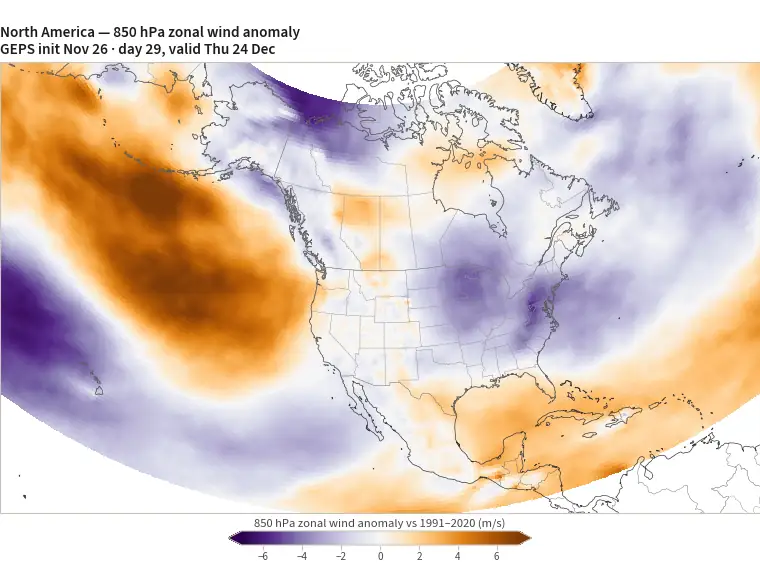 North America — 850 hPa zonal wind anomaly
GEPS init Nov 26 · day 29, valid Thu 24 Dec
850 hPa zonal wind anomaly vs 1991–2020 (m/s)
−6 −4 −2 0 2 4 6